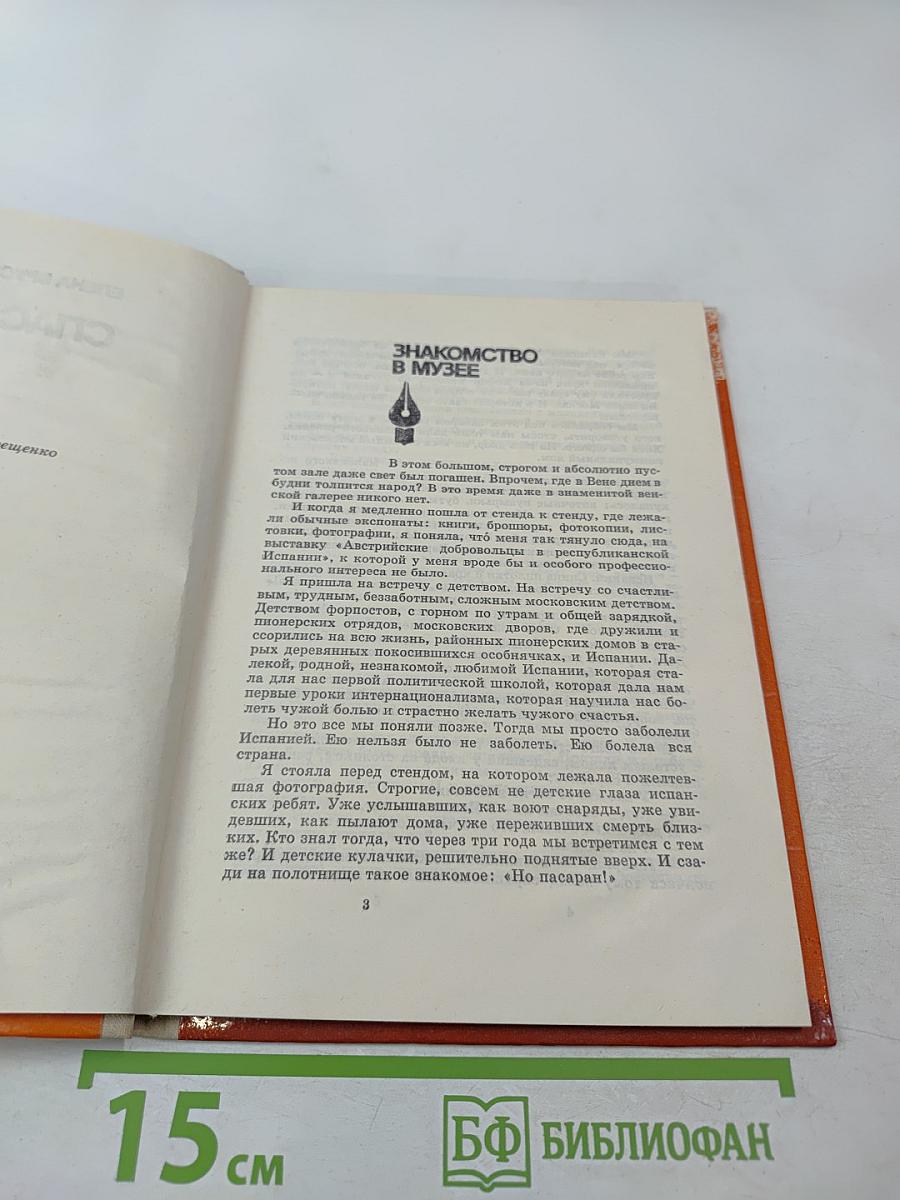 ещенко
ЗНАКОМСТВО
В МУЗЕЕ
В этом большом, строгом и абсолютно пус-
том зале даже свет был погашен. Впрочем, где в Вене днем в
будни толпится народ? В это время даже в знаменитой вен-
ской галерее никого нет.
И когда я медленно пошла от стенда к стенду, где лежа-
ли обычные экспонаты: книги, брошюры, фотокопии, лис-
товки, фотографии, я поняла, что́ меня так тянуло сюда, на
выставку «Австрийские добровольцы в республиканской
Испании», к которой у меня вроде бы и особого профессио-
нального интереса не было.
Я пришла на встречу с детством. На встречу со счастли-
вым, трудным, беззаботным, сложным московским детством.
Детством форпостов, с горном по утрам и общей зарядкой,
пионерских отрядов, московских дворов, где дружили и
ссорились на всю жизнь, районных пионерских домов в ста-
рых деревянных покосившихся особнячках, и Испании. Да-
лекой, родной, незнакомой, любимой Испании, которая ста-
ла для нас первой политической школой, которая дала нам
первые уроки интернационализма, которая научила нас бо-
леть чужой болью и страстно желать чужого счастья.
Но это все мы поняли позже. Тогда мы просто заболели
Испанией. Ею нельзя было не заболеть. Ею болела вся
страна.
Я стояла перед стендом, на котором лежала пожелтев-
шая фотография. Строгие, совсем не детские глаза испан-
ских ребят. Уже услышавших, как воют снаряды, уже уви-
девших, как пылают дома, уже переживших смерть близ-
ких. Кто знал тогда, что через три года мы встретимся с тем
же? И детские кулачки, решительно поднятые вверх. И сза-
ди на полотнище такое знакомое: «Но пасаран!»
3
15 см
БФ БИБЛИОФАН